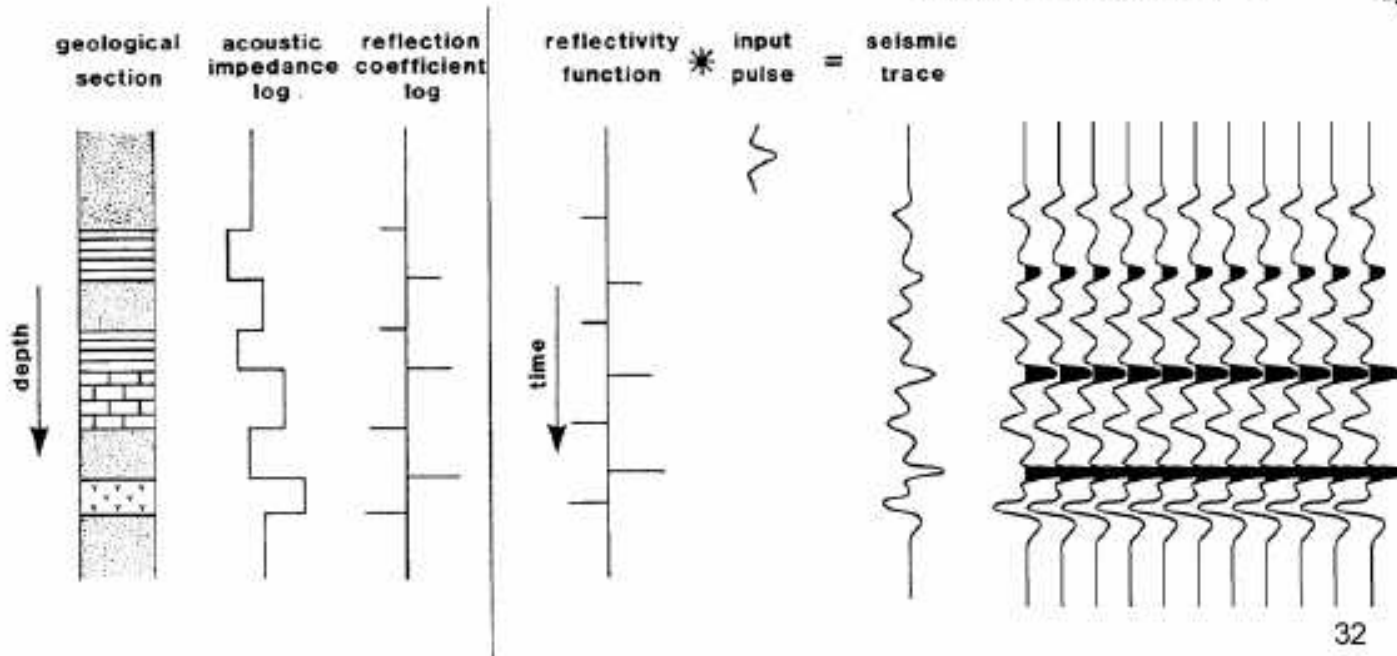 geological
section
acoustic
impedance
log
reflection
coefficient
log
reflectivity
function
*
input
pulse
=
seismic
trace
depth
time
32